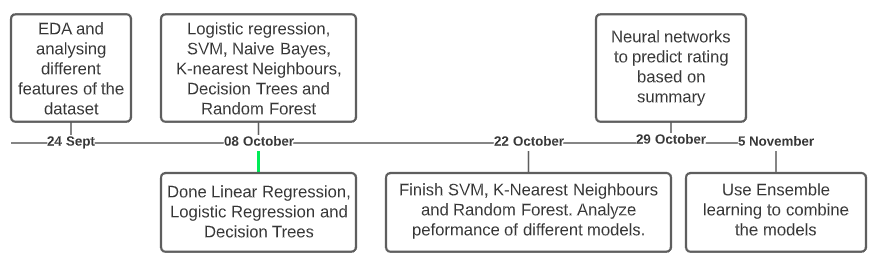 EDA and
analysing
different
features of the
dataset
Logistic regression,
SVM, Naive Bayes,
K-nearest Neighbours,
Decision Trees and
Random Forest
Neural networks
to predict rating
based on
summary
24 Sept
08 October
22 October
29 October
5 November
Done Linear Regression,
Logistic Regression and
Decision Trees
Finish SVM, K-Nearest Neighbours
and Random Forest. Analyze
peformance of different models.
Use Ensemble
learning to combine
the models